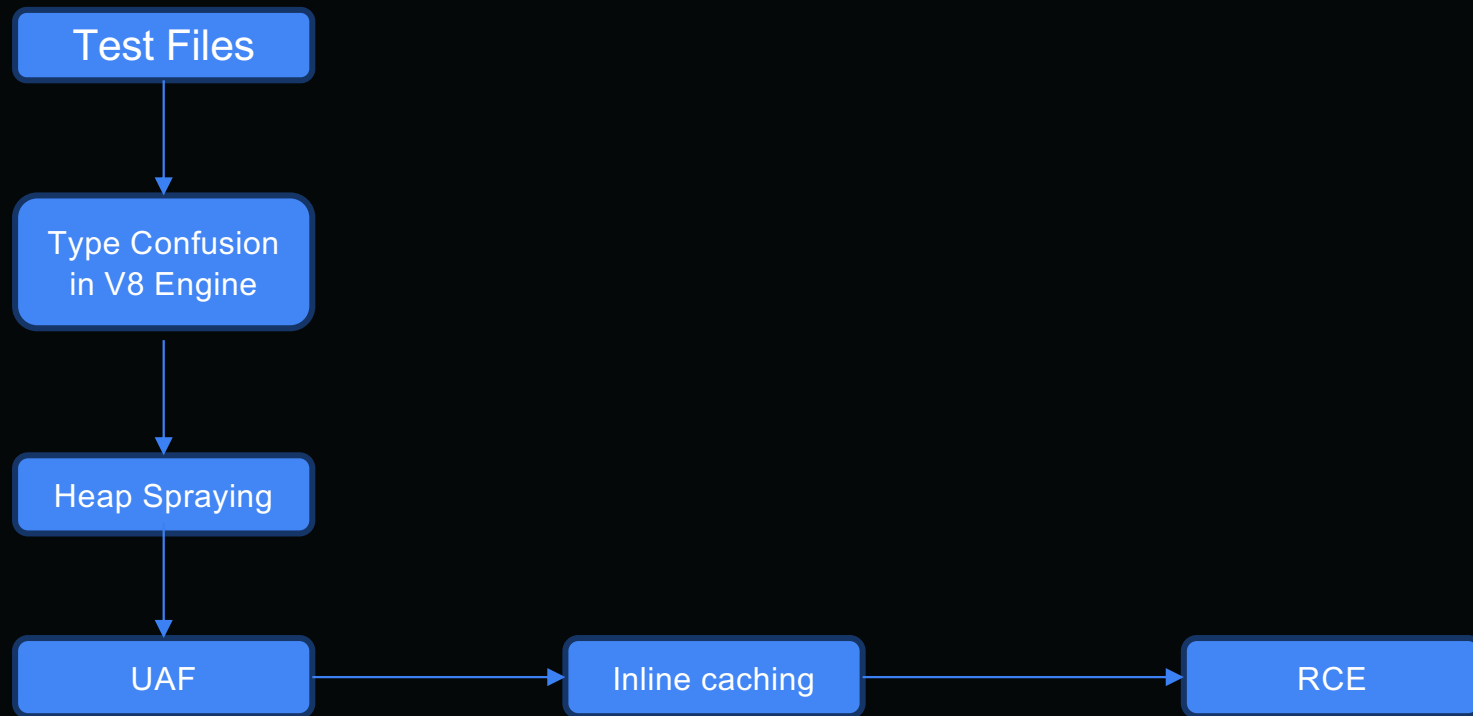 Test Files
Type Confusion
in V8 Engine
Heap Spraying
UAF
Inline caching
RCE